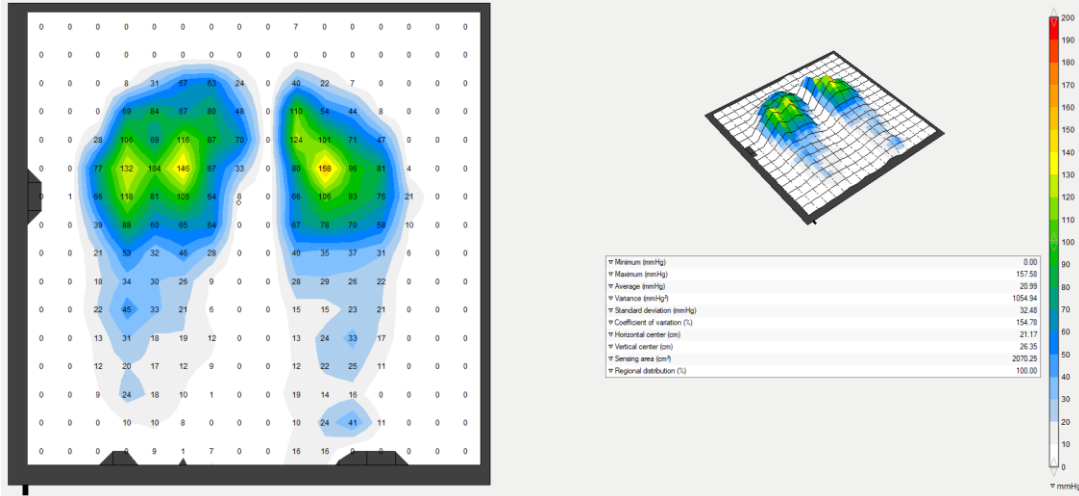 0 0 0 0 0 0 0 0 0 7 0 0 0 0 0 0
0 0 0 0 0 0 0 0 0 0 0 0 0 0 0 0
0 0 0 8 31 57 63 24 0 40 22 7 0 0 0 0
0 0 0 69 84 67 80 48 0 110 54 44 8 0 0 0
0 0 28 106 69 116 87 70 0 124 101 71 47 0 0 0
0 0 77 132 104 146 67 33 0 80 158 96 81 4 0 0
0 1 66 118 81 105 64 8 0 66 106 93 76 21 0 0
0 0 39 88 60 65 64 0 0 67 78 70 58 10 0 0
0 0 21 53 32 46 28 0 0 40 35 37 31 6 0 0
0 0 18 34 30 26 9 0 0 28 29 26 22 0 0 0
0 0 22 45 33 21 6 0 0 15 15 23 21 0 0 0
0 0 13 31 18 19 12 0 0 13 24 33 17 0 0 0
0 0 12 20 17 12 9 0 0 12 22 25 11 0 0 0
0 0 9 24 18 10 1 0 0 19 14 15 0 0 0 0
0 0 0 10 10 8 0 0 0 10 24 41 11 0 0 0
0 0 0 0 9 1 7 0 0 16 16 0 0 0 0 0
Minimum (mmHg) 0.00
Maximum (mmHg) 157.58
Average (mmHg) 20.99
Variance (mmHg²) 1054.94
Standard deviation (mmHg) 32.48
Coefficient of variation (%) 154.78
Horizontal center (cm) 21.17
Vertical center (cm) 26.35
Sensing area (cm²) 2070.25
Regional distribution (%) 100.00
200
190
180
170
160
150
140
130
120
110
100
90
80
70
60
50
40
30
20
10
0
mmHg